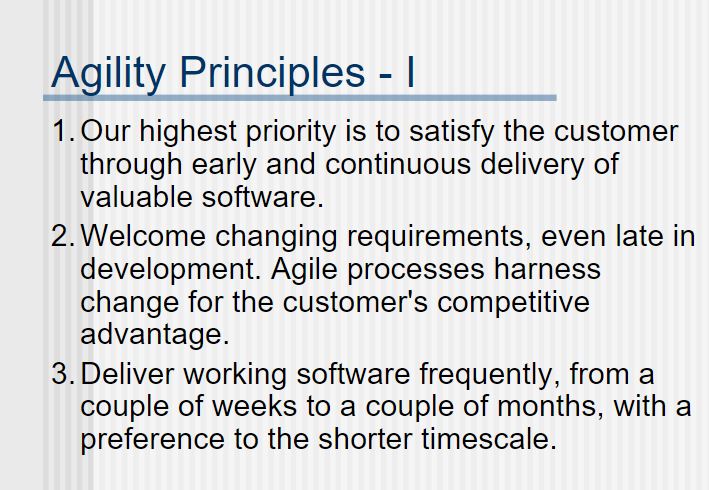 Agility Principles - I
1. Our highest priority is to satisfy the customer
through early and continuous delivery of
valuable software.
2. Welcome changing requirements, even late in
development. Agile processes harness
change for the customer's competitive
advantage.
3. Deliver working software frequently, from a
couple of weeks to a couple of months, with a
preference to the shorter timescale.